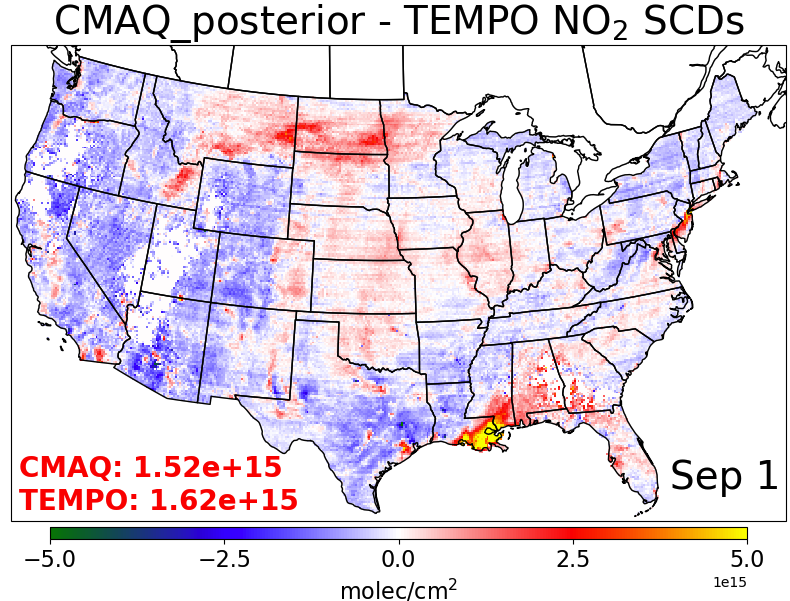 CMAQ_posterior - TEMPO NO₂ SCDs
CMAQ: 1.52e+15
TEMPO: 1.62e+15
Sep 1
−5.0 −2.5 0.0 2.5 5.0
1e15
molec/cm²